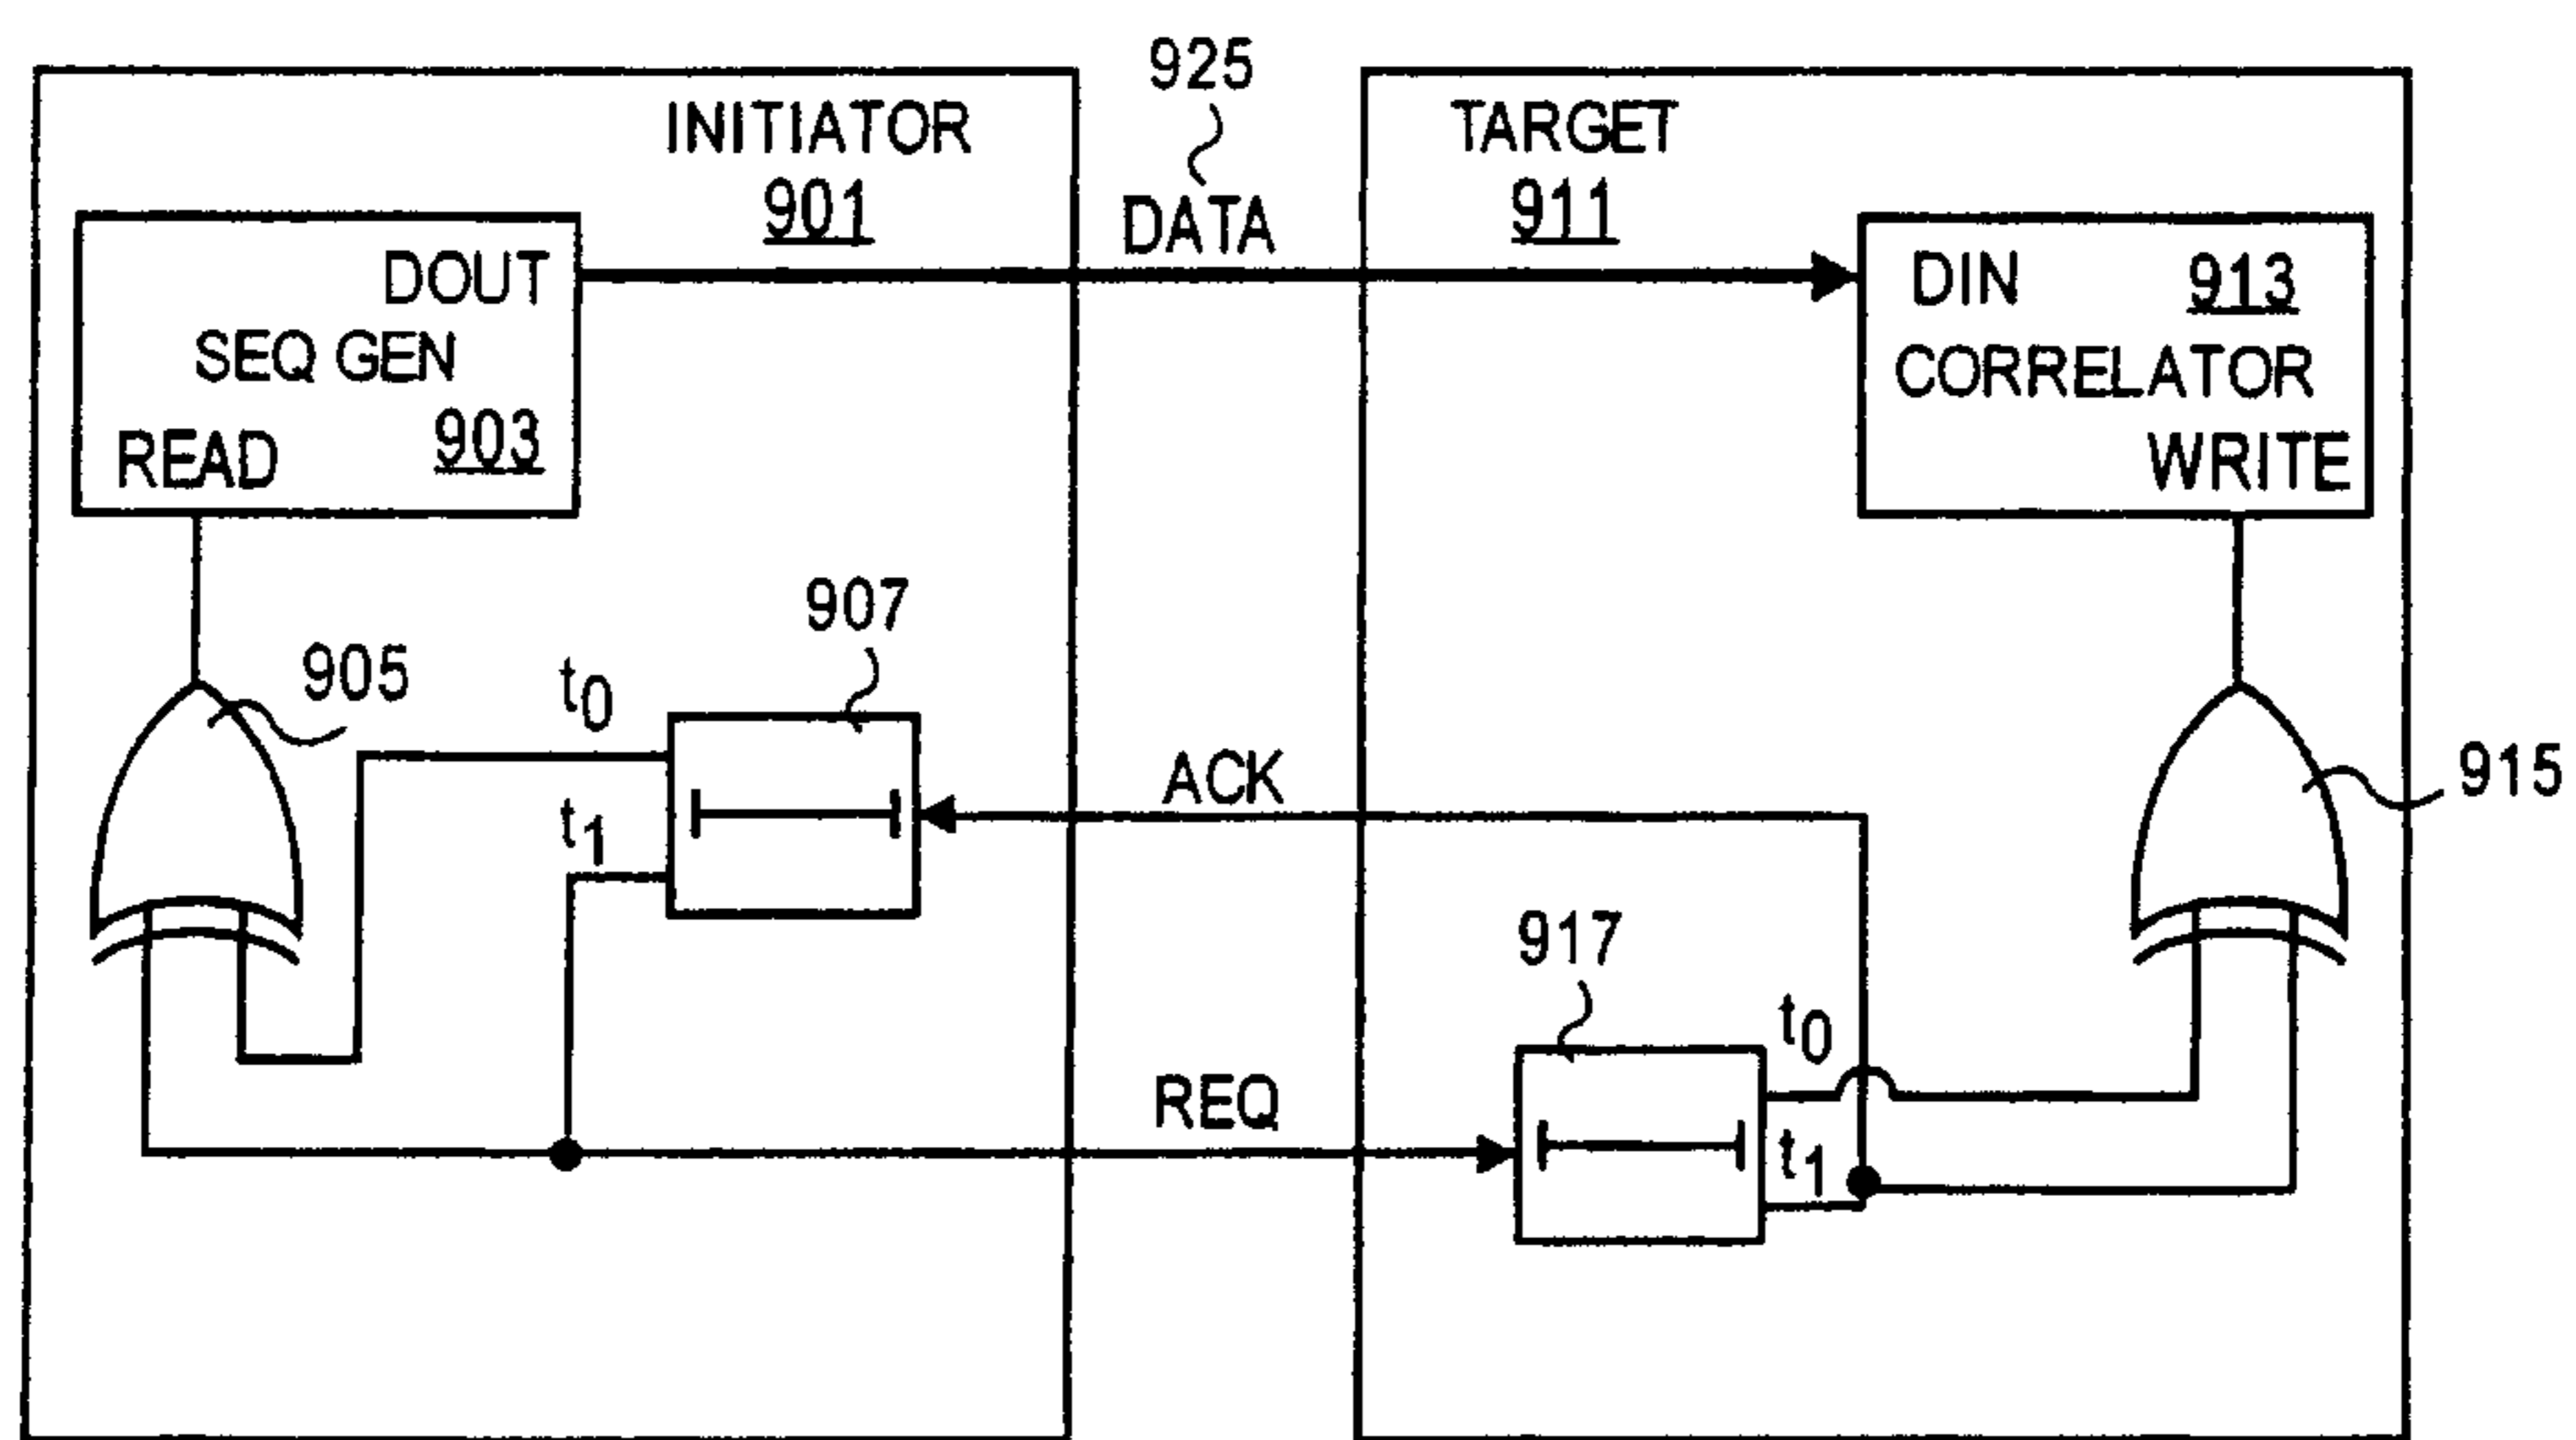 925
INITIATOR
901
DATA
TARGET
911
DOUT
SEQ GEN
903
READ
DIN
913
CORRELATOR
WRITE
905
907
t0
t1
ACK
915
917
t0
t1
REQ